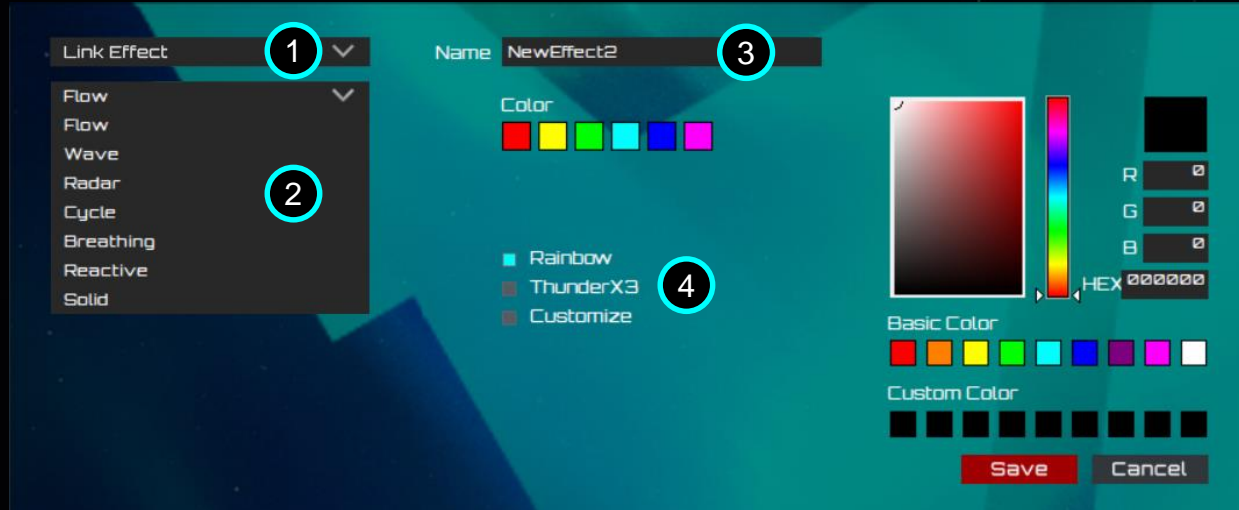 Link Effect
1
Name
NewEffect2
3
Flow
Flow
Wave
Radar
Cycle
Breathing
Reactive
Solid
2
Color
Rainbow
ThunderX3
Customize
4
R 0
G 0
B 0
HEX 000000
Basic Color
Custom Color
Save
Cancel